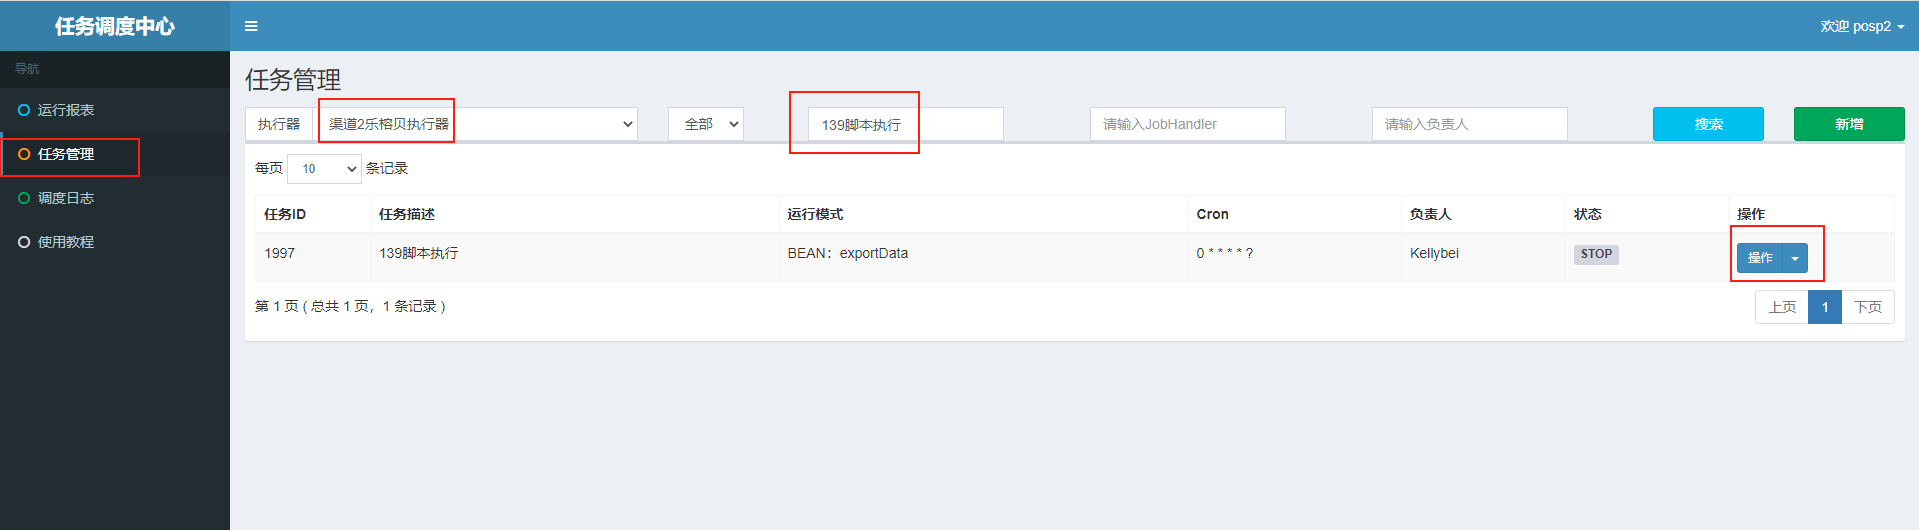 任务调度中心
欢迎 posp2
导航
运行报表
任务管理
调度日志
使用教程
任务管理
执行器 渠道2乐榕贝执行器 全部 139脚本执行 请输入JobHandler 请输入负责人 搜索 新增
每页 10 条记录
任务ID 任务描述 运行模式 Cron 负责人 状态 操作
1997 139脚本执行 BEAN：exportData 0 * * * * ? Kellybei STOP 操作
第 1 页 ( 总共 1 页，1 条记录 ) 上页 1 下页